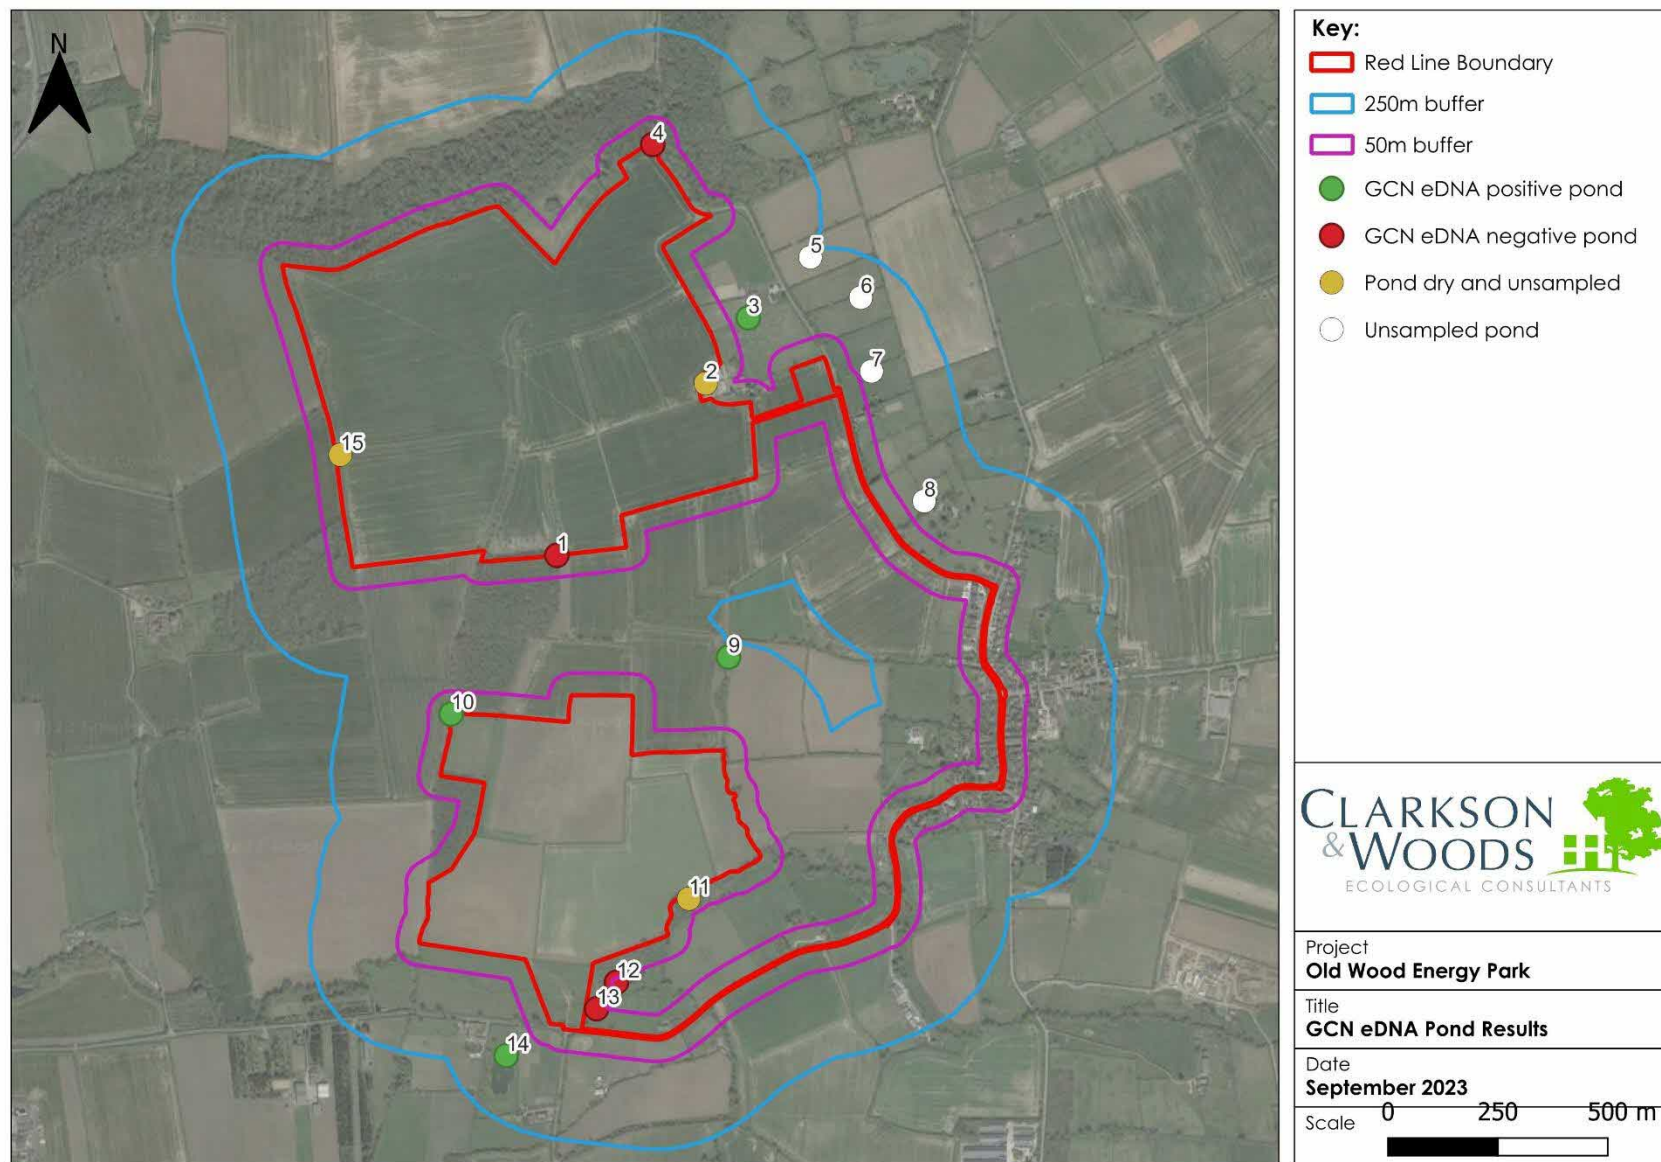 N
4
5
6
3
7
2
15
8
1
9
10
11
12
13
14
Key:
Red Line Boundary
250m buffer
50m buffer
GCN eDNA positive pond
GCN eDNA negative pond
Pond dry and unsampled
Unsampled pond
CLARKSON
& WOODS
ECOLOGICAL CONSULTANTS
Project
Old Wood Energy Park
Title
GCN eDNA Pond Results
Date
September 2023
Scale 0 250 500 m